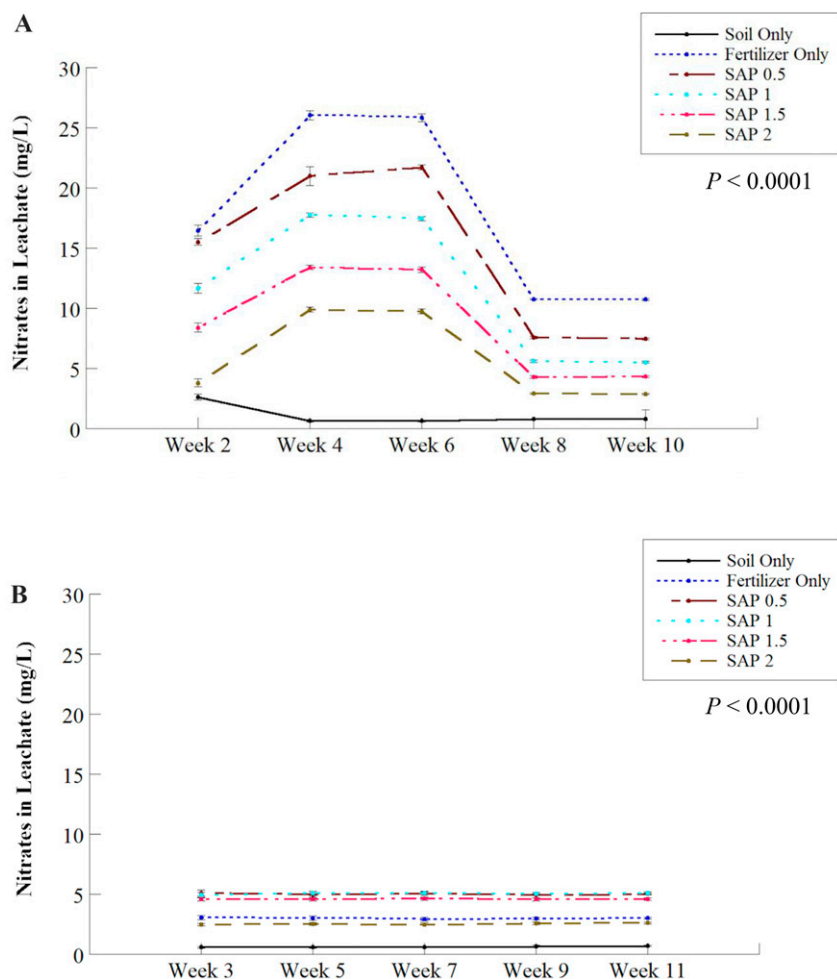 A
Soil Only
Fertilizer Only
SAP 0.5
SAP 1
SAP 1.5
SAP 2
P < 0.0001
Nitrates in Leachate (mg/L)
30
25
20
15
10
5
0
Week 2 Week 4 Week 6 Week 8 Week 10
B
Soil Only
Fertilizer Only
SAP 0.5
SAP 1
SAP 1.5
SAP 2
P < 0.0001
Nitrates in Leachate (mg/L)
30
25
20
15
10
5
0
Week 3 Week 5 Week 7 Week 9 Week 11